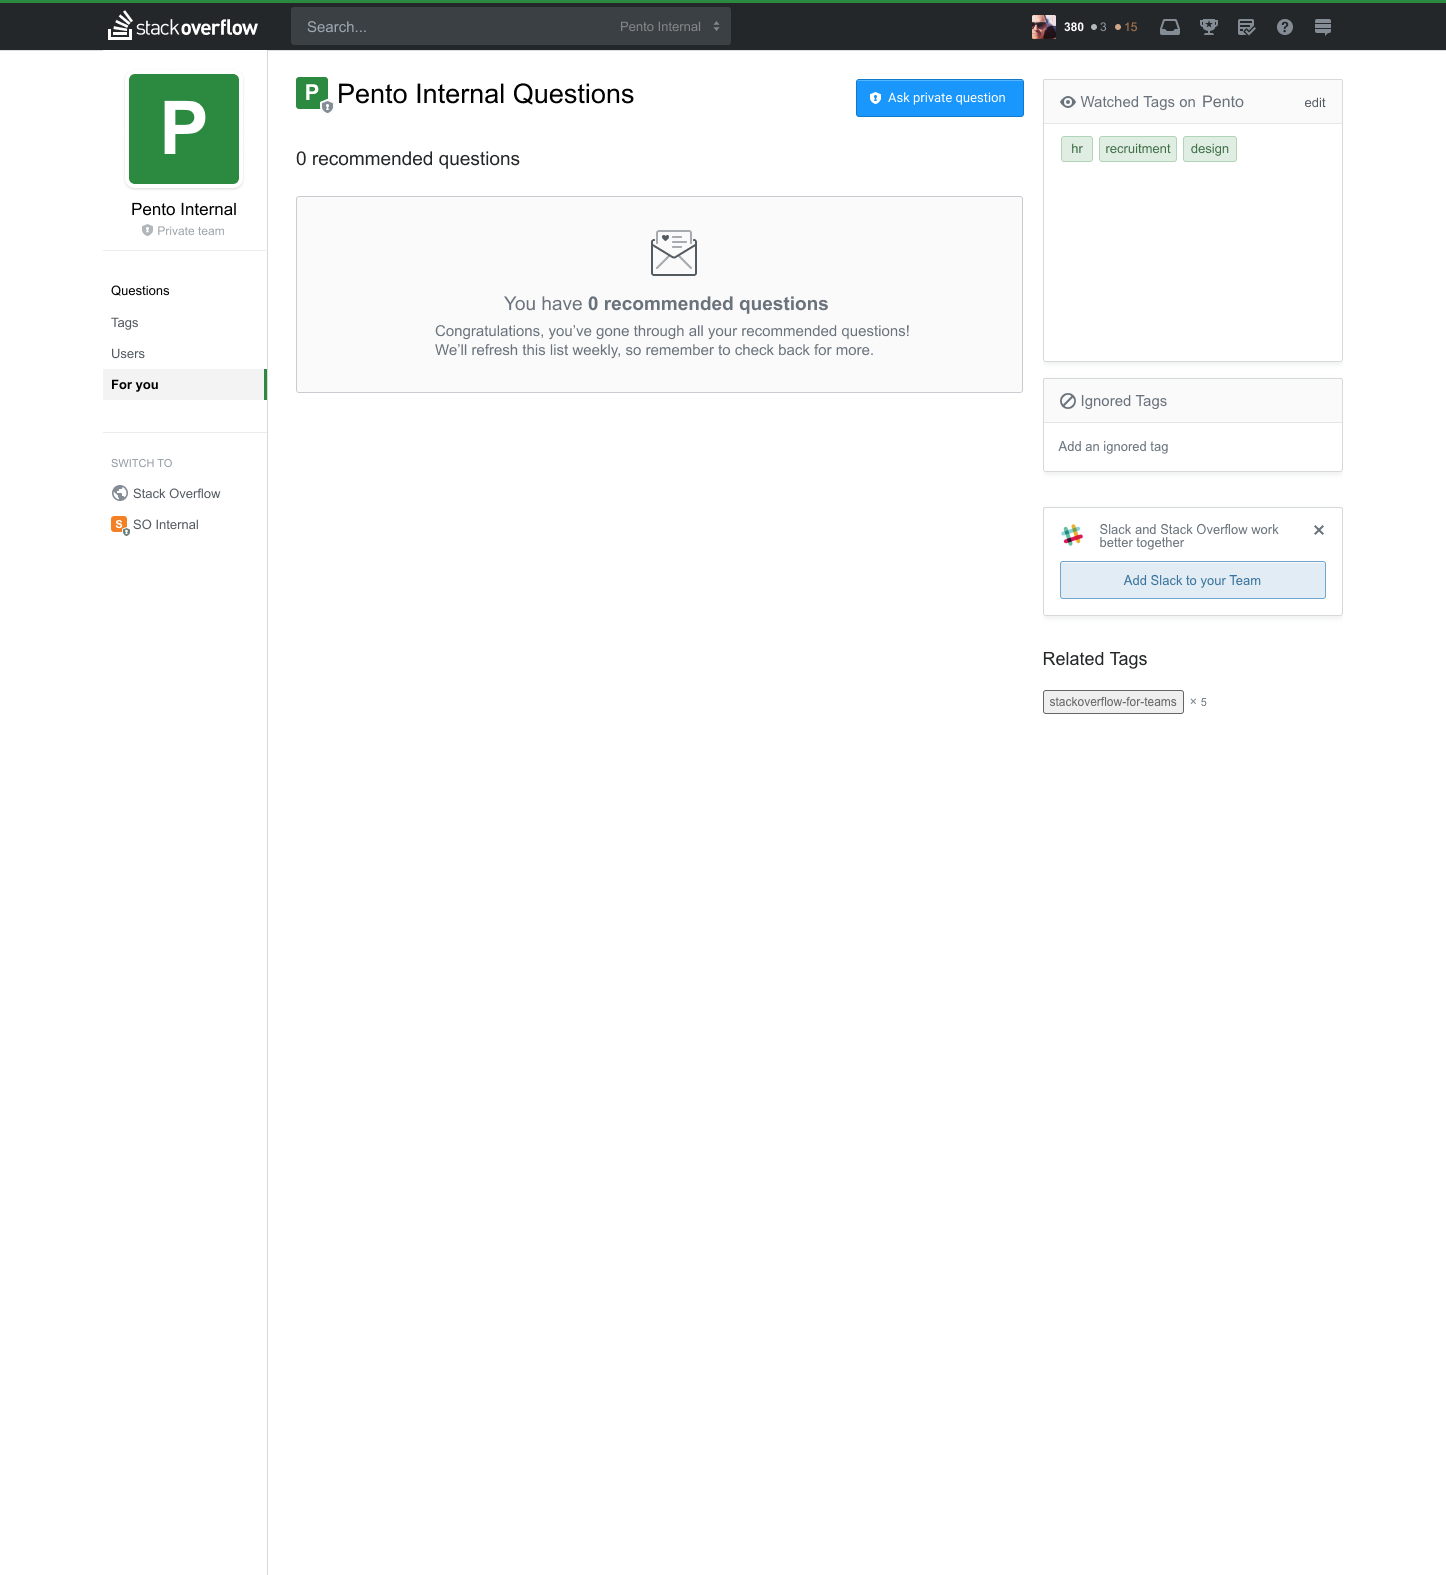 stackoverflow
Search...
Pento Internal
380
3
15
P
Pento Internal
Private team
Questions
Tags
Users
For you
SWITCH TO
Stack Overflow
S
SO Internal
P
Pento Internal Questions
Ask private question
0 recommended questions
You have 0 recommended questions
Congratulations, you’ve gone through all your recommended questions!
We’ll refresh this list weekly, so remember to check back for more.
Watched Tags on Pento
edit
hr
recruitment
design
Ignored Tags
Add an ignored tag
Slack and Stack Overflow work
better together
Add Slack to your Team
Related Tags
stackoverflow-for-teams × 5